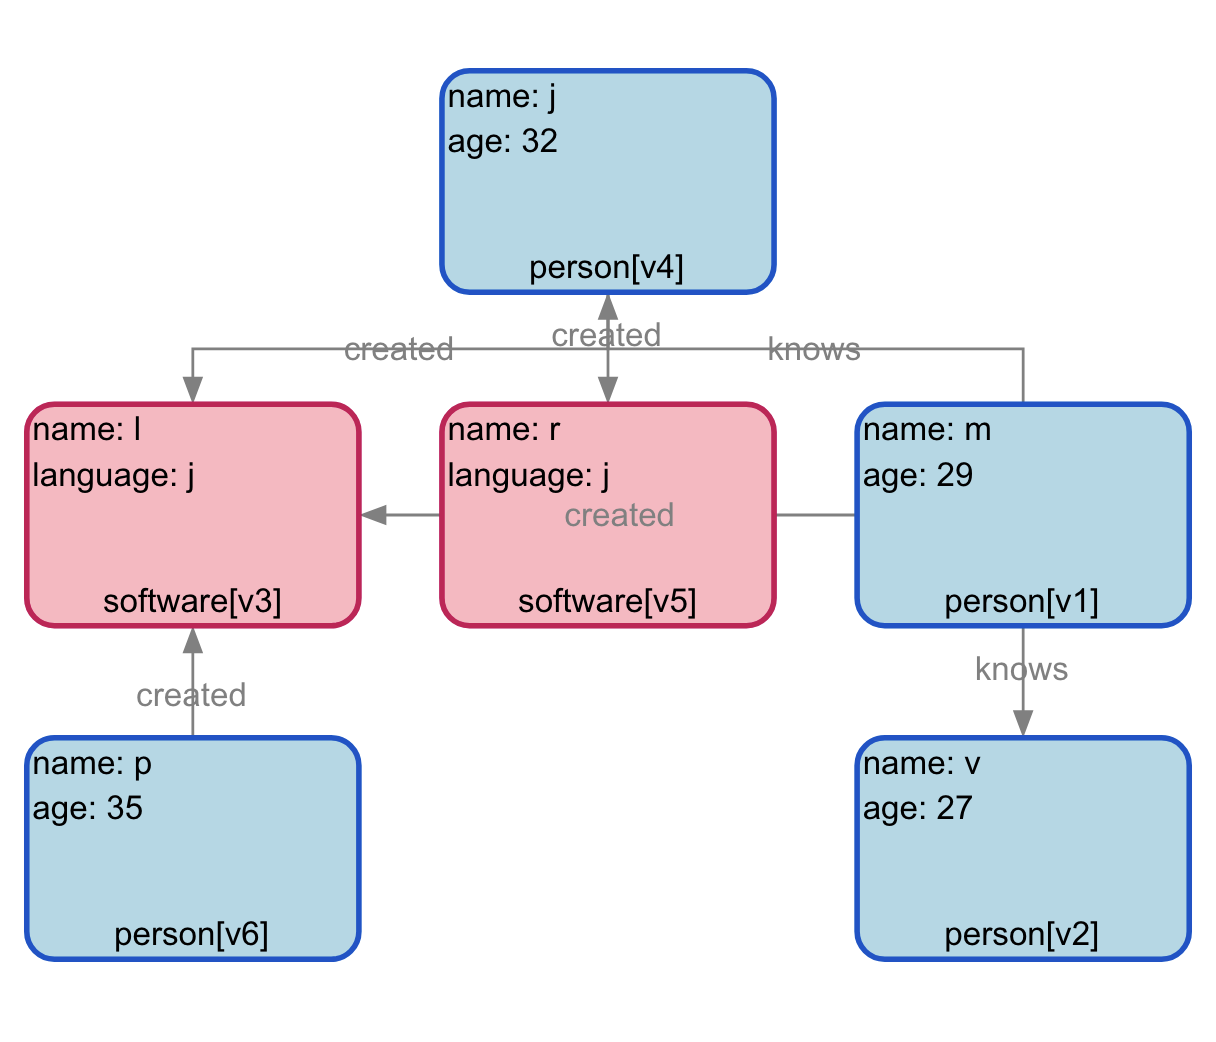 name: j
age: 32
person[v4]
created
created
knows
name: l
language: j
software[v3]
name: r
language: j
created
software[v5]
name: m
age: 29
person[v1]
created
knows
name: p
age: 35
person[v6]
name: v
age: 27
person[v2]